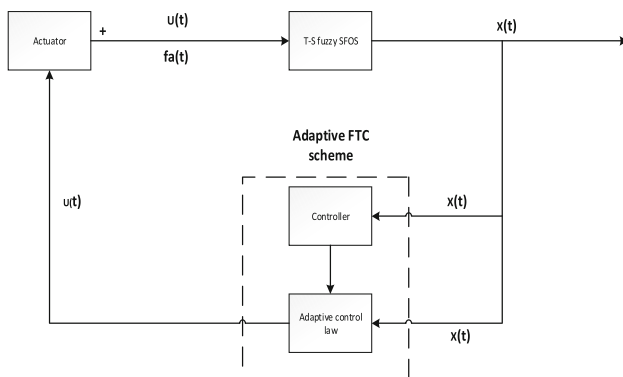 Actuator
+
U(t)
fa(t)
T-S fuzzy SFOS
X(t)
Adaptive FTC
scheme
Controller
X(t)
U(t)
Adaptive control
law
X(t)